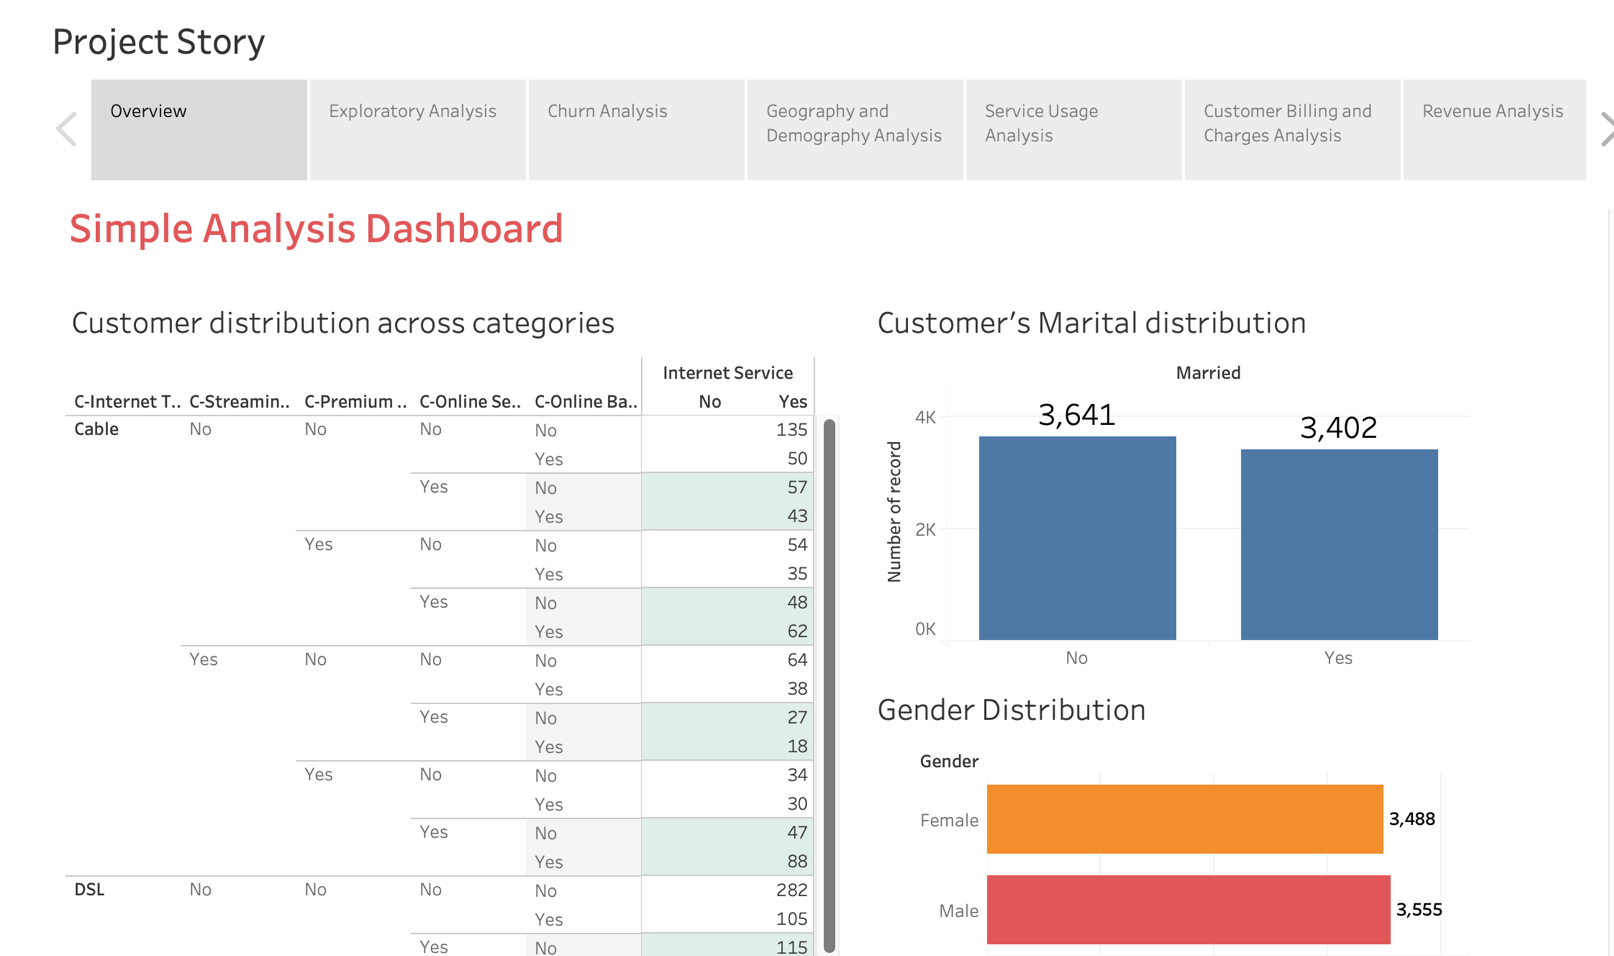 Project Story
Overview
Exploratory Analysis
Churn Analysis
Geography and
Demography Analysis
Service Usage
Analysis
Customer Billing and
Charges Analysis
Revenue Analysis
Simple Analysis Dashboard
Customer distribution across categories
Internet Service
C-Internet T.. C-Streamin.. C-Premium .. C-Online Se.. C-Online Ba.. No Yes
Cable No No No No 135
Yes 50
Yes No 57
Yes 43
Yes No No 54
Yes 35
Yes No 48
Yes 62
Yes No No No 64
Yes 38
Yes No 27
Yes 18
Yes No No 34
Yes 30
Yes No 47
Yes 88
DSL No No No No 282
Yes 105
Yes No 115
Customer's Marital distribution
Married
Number of record
4K
2K
0K
3,641
3,402
No Yes
Gender Distribution
Gender
Female 3,488
Male 3,555